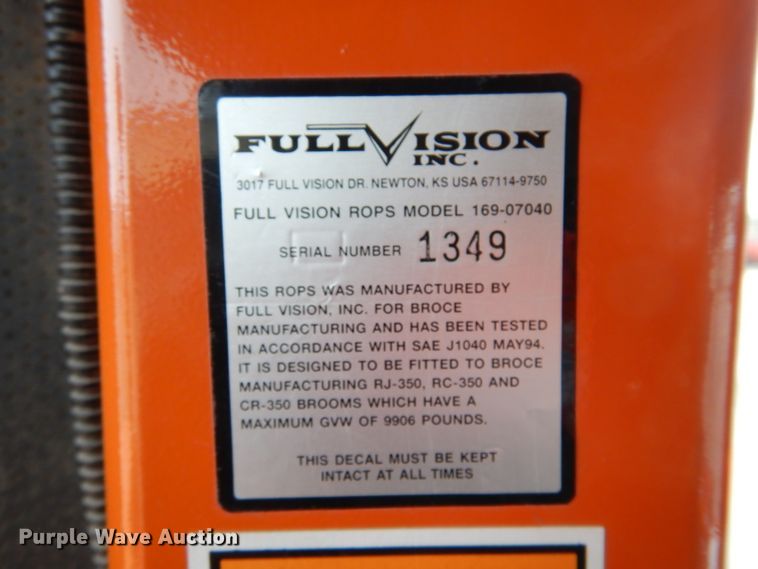 FULL VISION
INC.
3017 FULL VISION DR. NEWTON, KS USA 67114-9750
FULL VISION ROPS MODEL 169-07040
SERIAL NUMBER 1349
THIS ROPS WAS MANUFACTURED BY
FULL VISION, INC. FOR BROCE
MANUFACTURING AND HAS BEEN TESTED
IN ACCORDANCE WITH SAE J1040 MAY94.
IT IS DESIGNED TO BE FITTED TO BROCE
MANUFACTURING RJ-350, RC-350 AND
CR-350 BROOMS WHICH HAVE A
MAXIMUM GVW OF 9906 POUNDS.
THIS DECAL MUST BE KEPT
INTACT AT ALL TIMES
Purple Wave Auction